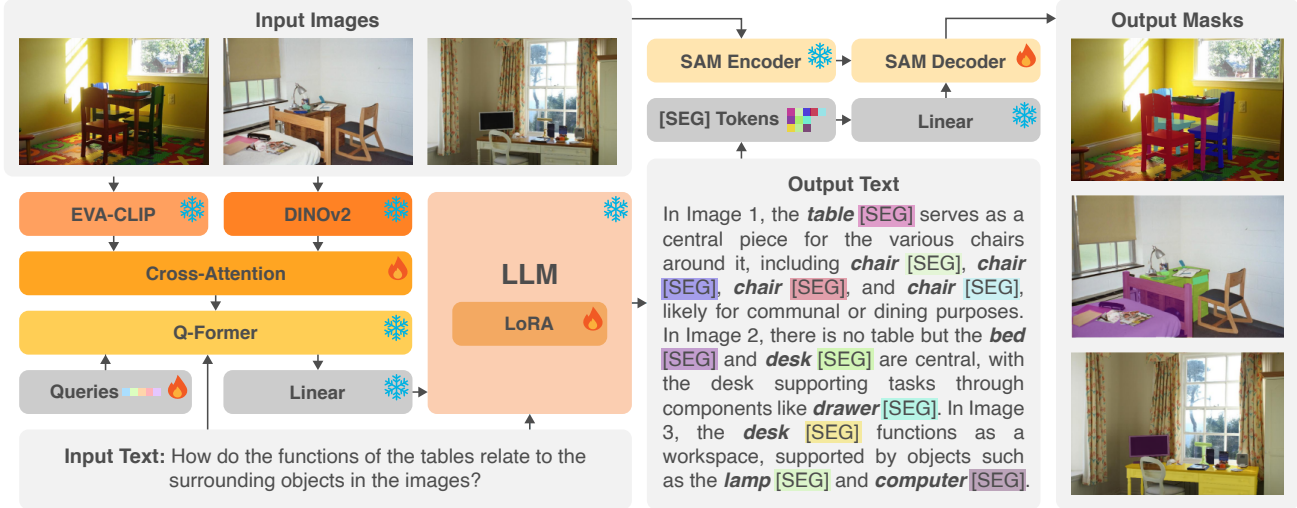 Input Images
EVA-CLIP
DINOv2
Cross-Attention
Q-Former
Queries
Linear
LLM
LoRA
Input Text: How do the functions of the tables relate to the
surrounding objects in the images?
SAM Encoder
SAM Decoder
[SEG] Tokens
Linear
Output Text
In Image 1, the table [SEG] serves as a
central piece for the various chairs
around it, including chair [SEG], chair
[SEG], chair [SEG], and chair [SEG],
likely for communal or dining purposes.
In Image 2, there is no table but the bed
[SEG] and desk [SEG] are central, with
the desk supporting tasks through
components like drawer [SEG]. In Image
3, the desk [SEG] functions as a
workspace, supported by objects such
as the lamp [SEG] and computer [SEG].
Output Masks